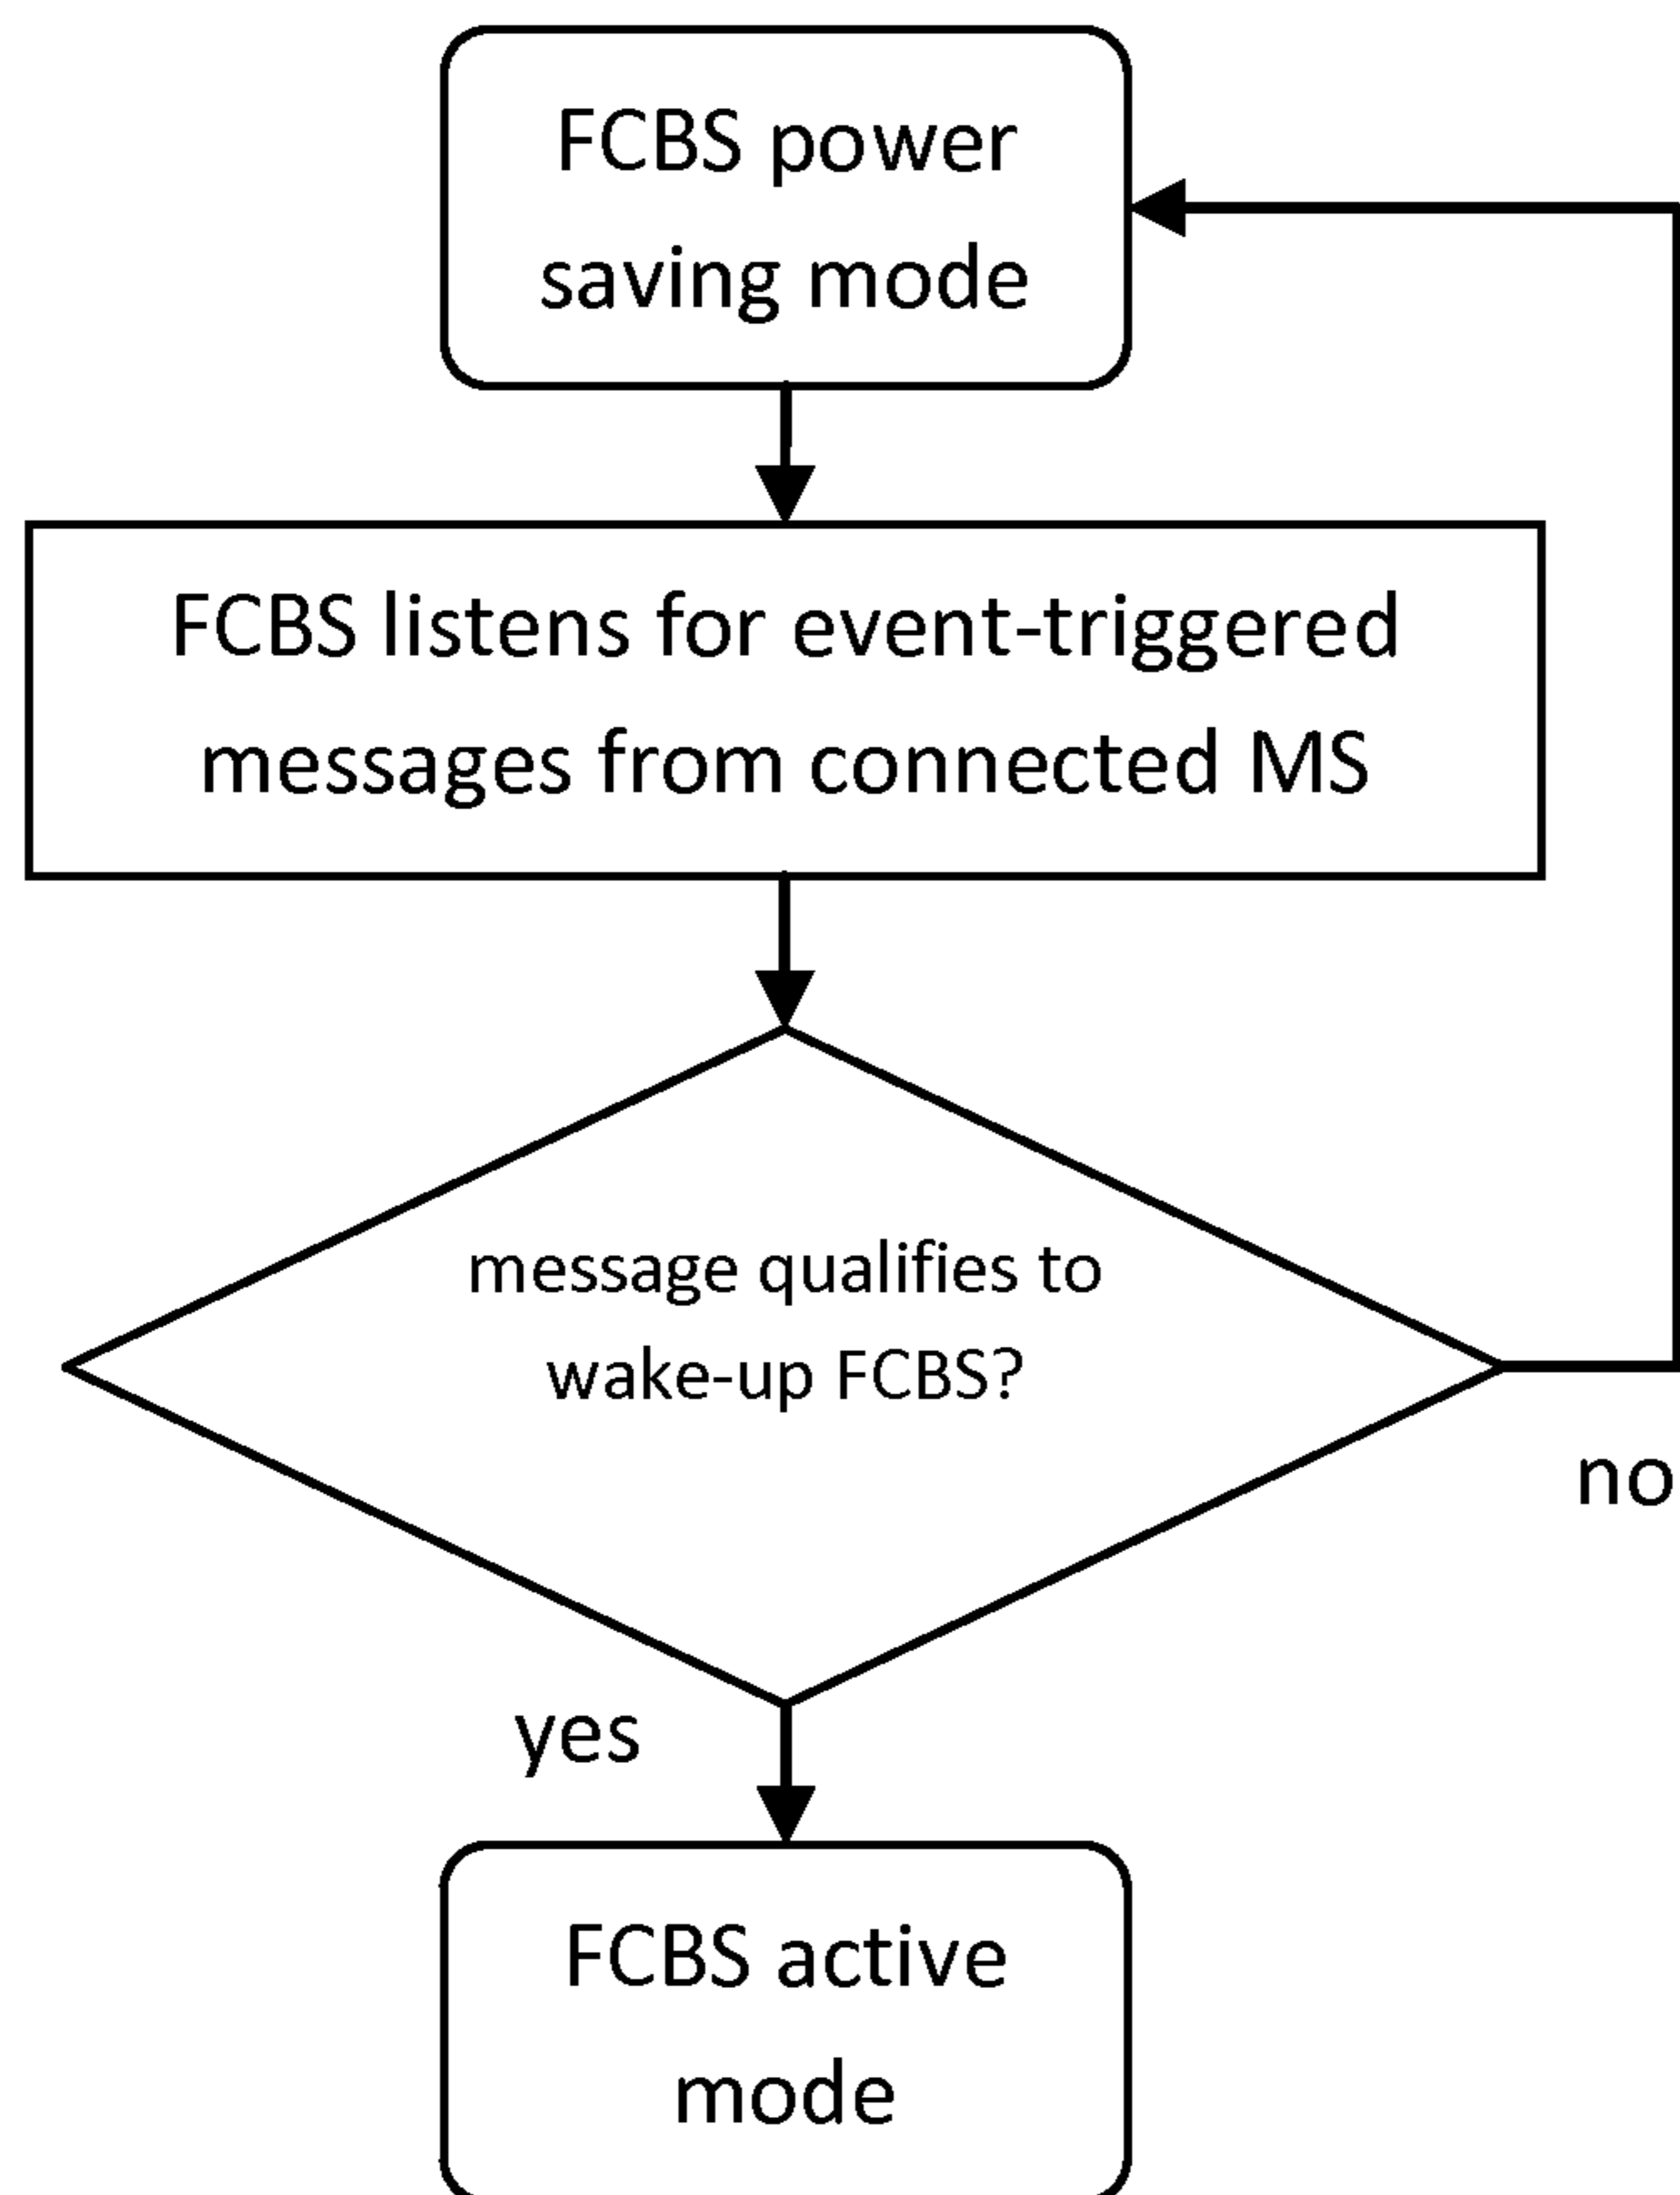 FCBS power
saving mode
FCBS listens for event-triggered
messages from connected MS
message qualifies to
wake-up FCBS?
no
yes
FCBS active
mode